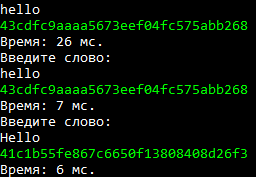 hello
43cdfc9aaaa5673eef04fc575abb268
Время: 26 мс.
Введите слово:
hello
43cdfc9aaaa5673eef04fc575abb268
Время: 7 мс.
Введите слово:
Hello
41c1b55fe867c6650f13808408d26f3
Время: 6 мс.